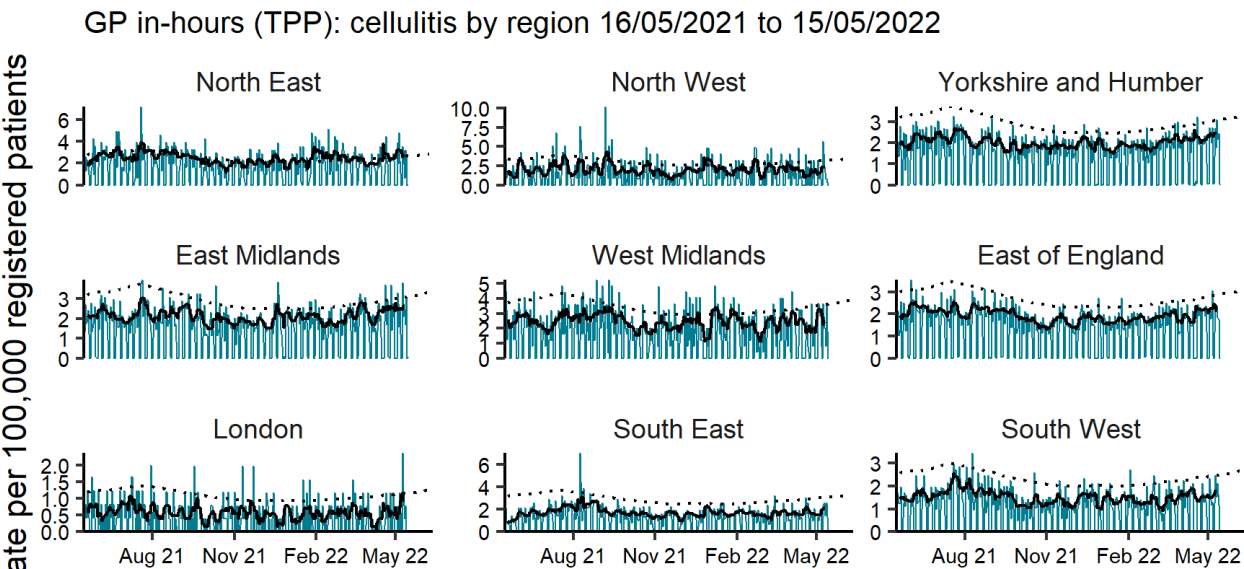 GP in-hours (TPP): cellulitis by region 16/05/2021 to 15/05/2022
ate per 100,000 registered patients
North East
6
4
2
0
North West
10.0
7.5
5.0
2.5
0.0
Yorkshire and Humber
3
2
1
0
East Midlands
3
2
1
0
West Midlands
5
4
3
2
1
0
East of England
3
2
1
0
London
2.0
1.5
1.0
0.5
0.0
South East
6
4
2
0
South West
3
2
1
0
Aug 21 Nov 21 Feb 22 May 22
Aug 21 Nov 21 Feb 22 May 22
Aug 21 Nov 21 Feb 22 May 22